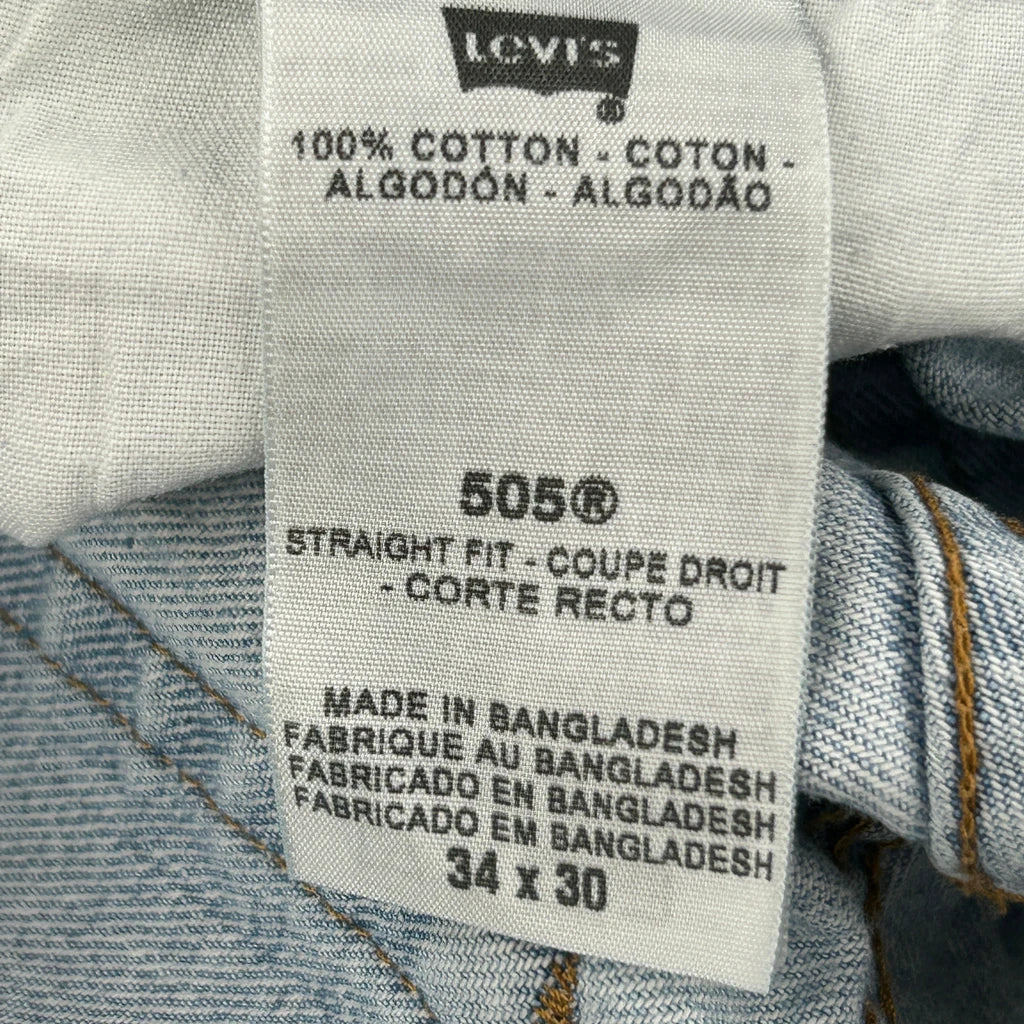 LEVI'S
®
100% COTTON - COTON -
ALGODÓN - ALGODÃO
505®
STRAIGHT FIT - COUPE DROIT
- CORTE RECTO
MADE IN BANGLADESH
FABRIQUE AU BANGLADESH
FABRICADO EN BANGLADESH
FABRICADO EM BANGLADESH
34 x 30